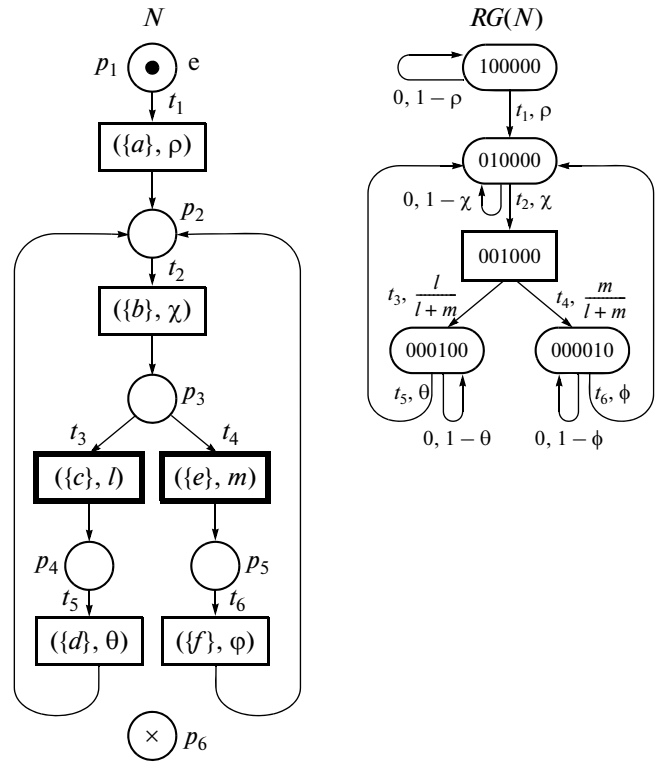 N
p₁ e
t₁
({a}, ρ)
p₂
t₂
({b}, χ)
p₃
t₃ t₄
({c}, l) ({e}, m)
p₄ p₅
t₅ t₆
({d}, θ) ({f}, φ)
× p₆
RG(N)
100000
0, 1 − ρ
t₁, ρ
010000
0, 1 − χ t₂, χ
001000
t₃, l/(l + m) t₄, m/(l + m)
000100 000010
t₅, θ t₆, ϕ
0, 1 − θ 0, 1 − ϕ